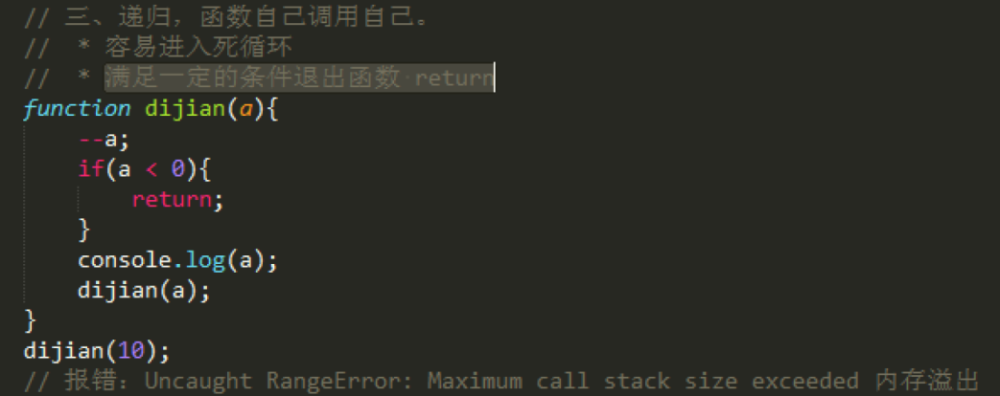 // 三、递归，函数自己调用自己。
//  * 容易进入死循环
//  * 满足一定的条件退出函数 return
function dijian(a){
    --a;
    if(a < 0){
        return;
    }
    console.log(a);
    dijian(a);
}
dijian(10);
// 报错：Uncaught RangeError: Maximum call stack size exceeded 内存溢出